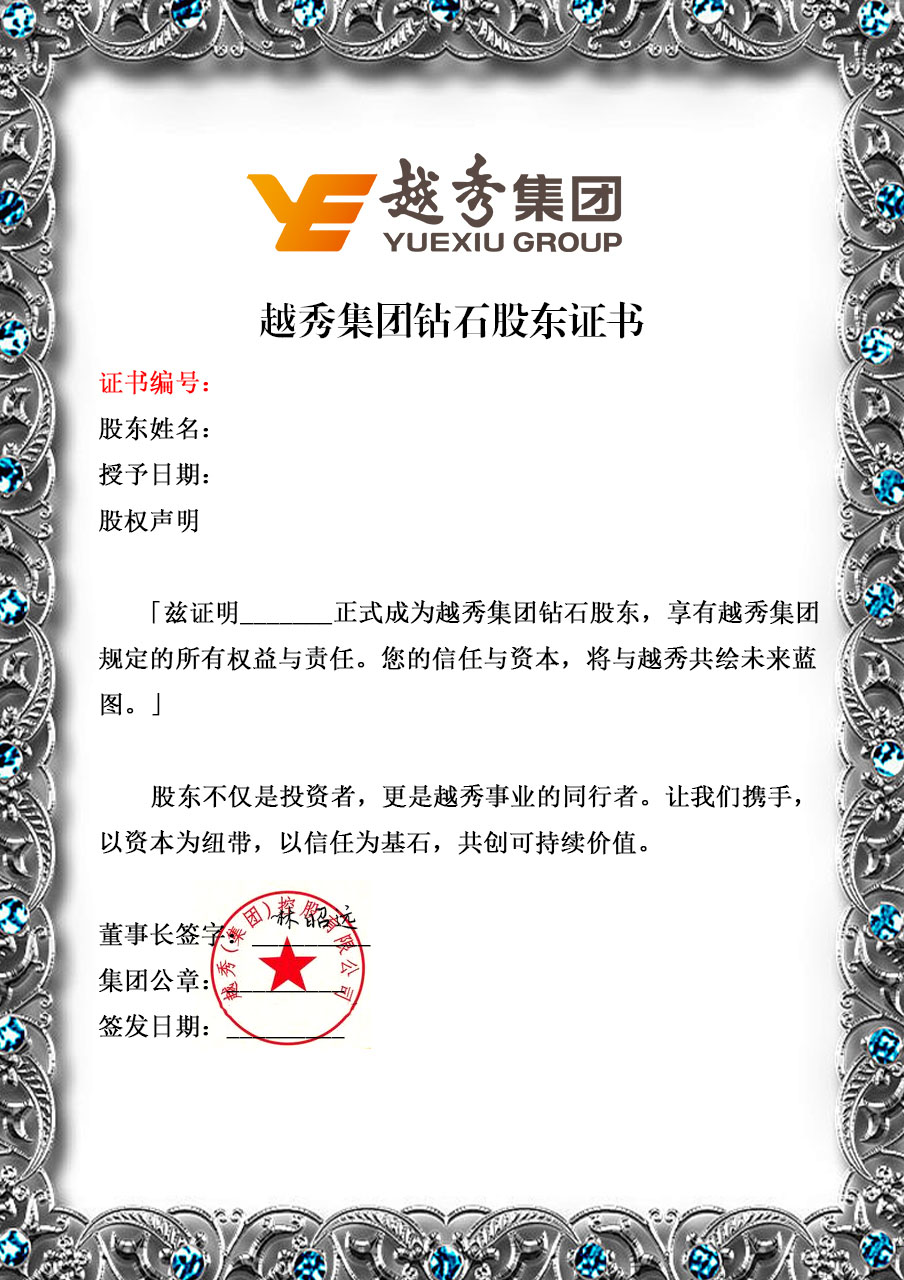 越秀集团
YUEXIU GROUP
越秀集团钻石股东证书
证书编号：
股东姓名：
授予日期：
股权声明
「兹证明_______正式成为越秀集团钻石股东，享有越秀集团
规定的所有权益与责任。您的信任与资本，将与越秀共绘未来蓝
图。」
股东不仅是投资者，更是越秀事业的同行者。让我们携手，
以资本为纽带，以信任为基石，共创可持续价值。
董事长签字：_________
林昭远
集团公章：_________
越秀(集团)控股有限公司
签发日期：_________